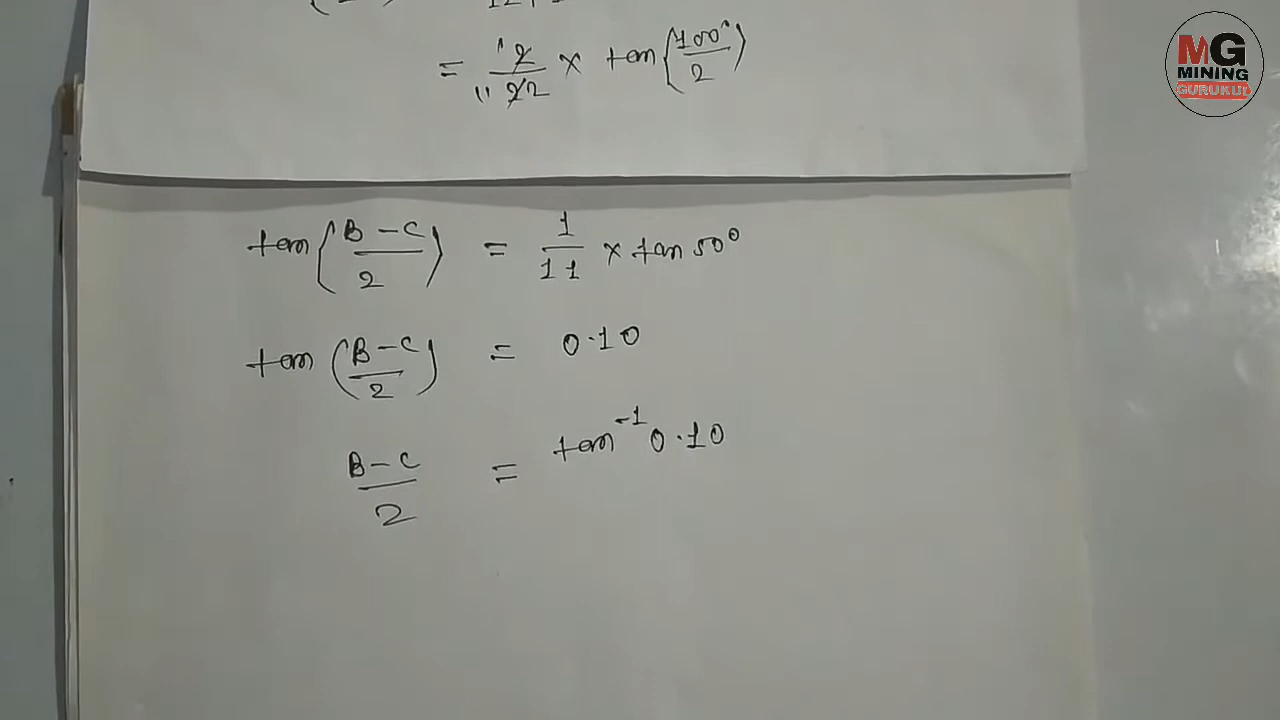 = 2/22 × tan(100°/2)
MG
MINING
GURUKUL
tan(B-C/2) = 1/11 × tan 50°
tan(B-C/2) = 0.10
B-C/2 = tan⁻¹ 0.10